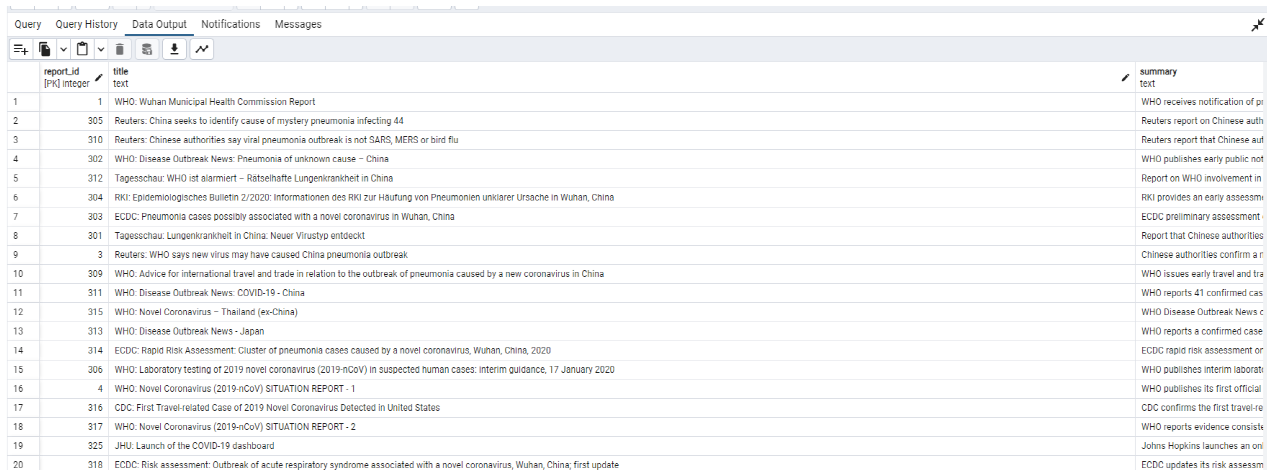 Query Query History Data Output Notifications Messages
report_id title summary
[PK] integer text text
1 1 WHO: Wuhan Municipal Health Commission Report WHO receives notification of
2 305 Reuters: China seeks to identify cause of mystery pneumonia infecting 44 Reuters report on Chinese
3 310 Reuters: Chinese authorities say viral pneumonia outbreak is not SARS, MERS or bird flu Reuters report that Chinese
4 302 WHO: Disease Outbreak News: Pneumonia of unknown cause – China WHO publishes early public
5 312 Tagesschau: WHO ist alarmiert – Rätselhafte Lungenkrankheit in China Report on WHO involvement in
6 304 RKI: Epidemiologisches Bulletin 2/2020: Informationen des RKI zur Häufung von Pneumonien unklarer Ursache in Wuhan, China RKI provides an early
7 303 ECDC: Pneumonia cases possibly associated with a novel coronavirus in Wuhan, China ECDC preliminary assessment
8 301 Tagesschau: Lungenkrankheit in China: Neuer Virustyp entdeckt Report that Chinese authorities
9 3 Reuters: WHO says new virus may have caused China pneumonia outbreak Chinese authorities confirm a
10 309 WHO: Advice for international travel and trade in relation to the outbreak of pneumonia caused by a new coronavirus in China WHO issues early travel and
11 311 WHO: Disease Outbreak News: COVID-19 - China WHO reports 41 confirmed
12 315 WHO: Novel Coronavirus – Thailand (ex-China) WHO Disease Outbreak News
13 313 WHO: Disease Outbreak News - Japan WHO reports a confirmed case
14 314 ECDC: Rapid Risk Assessment: Cluster of pneumonia cases caused by a novel coronavirus, Wuhan, China, 2020 ECDC rapid risk assessment on
15 306 WHO: Laboratory testing of 2019 novel coronavirus (2019-nCoV) in suspected human cases: interim guidance, 17 January 2020 WHO publishes interim
16 4 WHO: Novel Coronavirus (2019-nCoV) SITUATION REPORT - 1 WHO publishes its first official
17 316 CDC: First Travel-related Case of 2019 Novel Coronavirus Detected in United States CDC confirms the first
18 317 WHO: Novel Coronavirus (2019-nCoV) SITUATION REPORT - 2 WHO reports evidence
19 325 JHU: Launch of the COVID-19 dashboard Johns Hopkins launches an
20 318 ECDC: Risk assessment: Outbreak of acute respiratory syndrome associated with a novel coronavirus, Wuhan, China; first update ECDC updates its risk